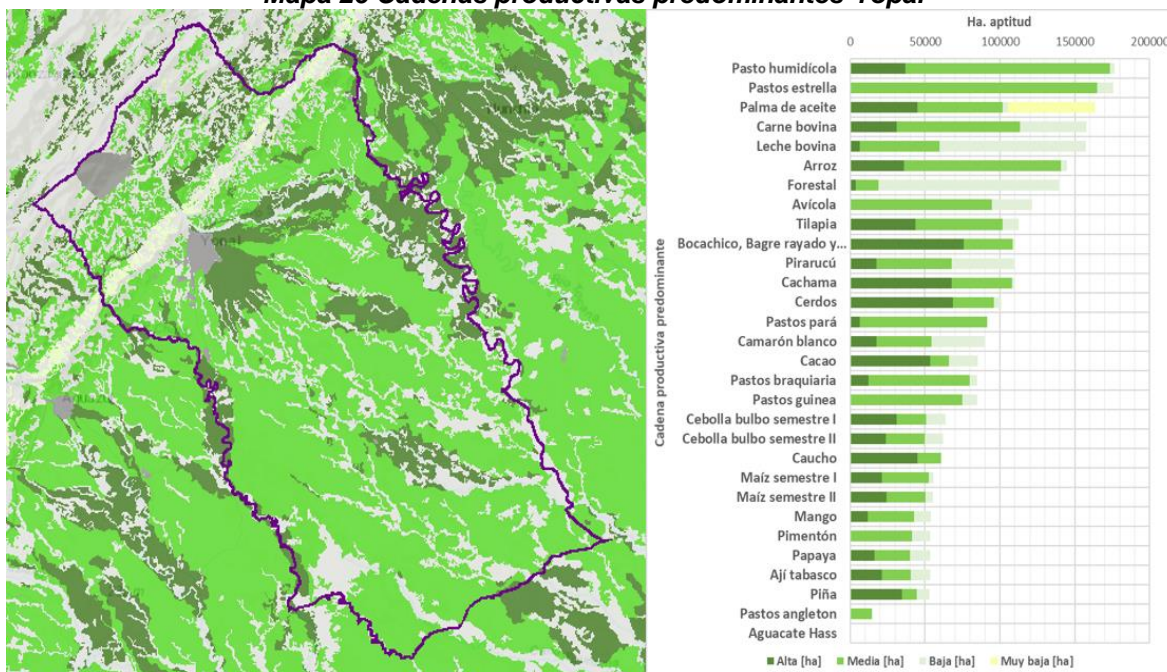 Mapa 20 Cadenas productivas predominantes Yopal
Ha. aptitud
0 50000 100000 150000 200000
Cadena productiva predominante
Pasto humidícola
Pastos estrella
Palma de aceite
Carne bovina
Leche bovina
Arroz
Forestal
Avícola
Tilapia
Bocachico, Bagre rayado y...
Pirarucú
Cachama
Cerdos
Pastos pará
Camarón blanco
Cacao
Pastos braquiaria
Pastos guinea
Cebolla bulbo semestre I
Cebolla bulbo semestre II
Caucho
Maíz semestre I
Maíz semestre II
Mango
Pimentón
Papaya
Ají tabasco
Piña
Pastos angleton
Aguacate Hass
Alta [ha] Media [ha] Baja [ha] Muy baja [ha]
Yopal